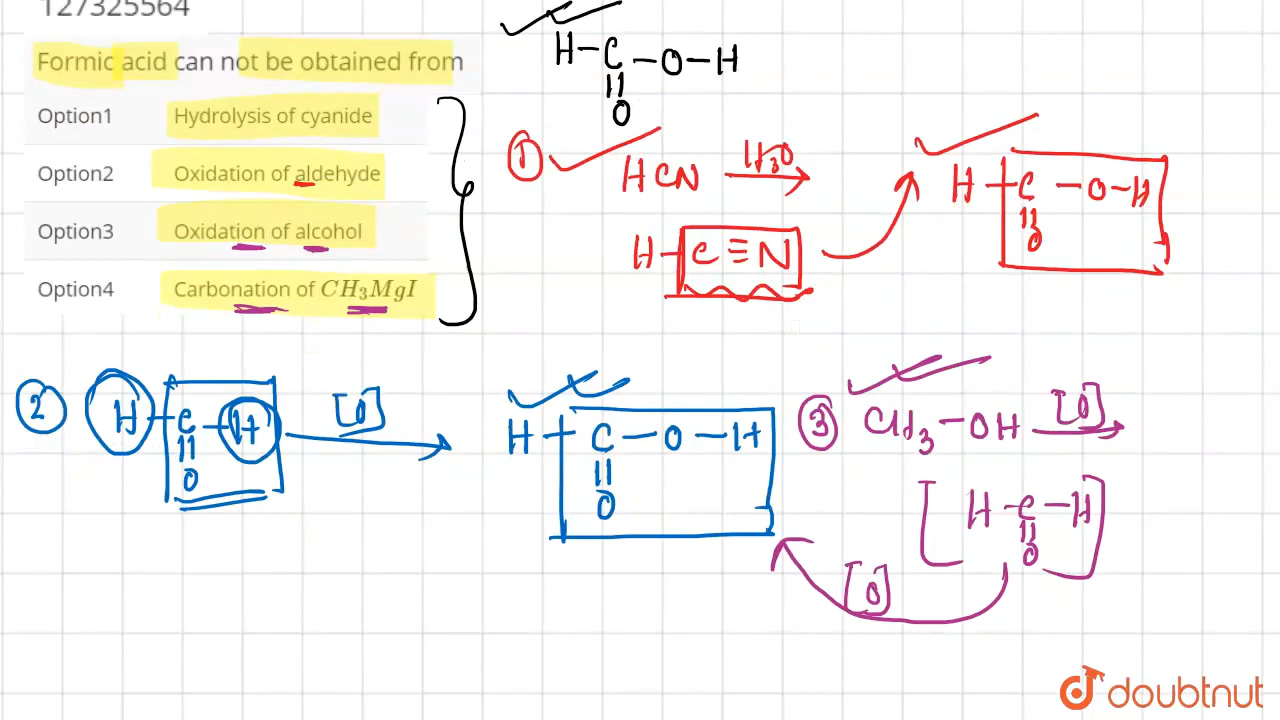 127325564
Formic acid can not be obtained from
Option1 Hydrolysis of cyanide
Option2 Oxidation of aldehyde
Option3 Oxidation of alcohol
Option4 Carbonation of CH₃MgI
H–C–O–H
||
O
① HCN H₃O
H–C≡N
H–C–O–H
||
O
② H–C–H [O]
||
O
H–C–O–H
||
O
③ CH₃–OH [O]
[H–C–H]
||
O
[O]
doubtnut